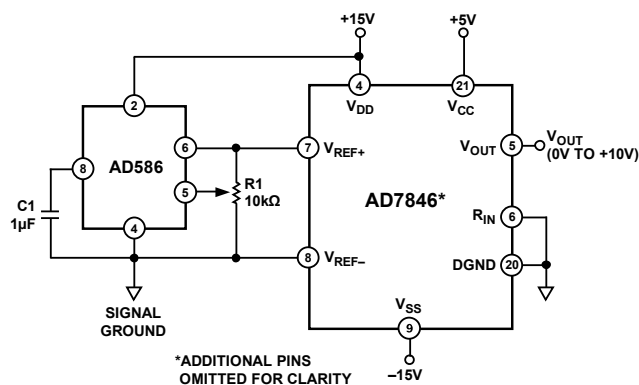 +15V
+5V
2
4
21
V_DD
V_CC
6
7
V_REF+
V_OUT
5
V_OUT
(0V TO +10V)
8
AD586
5
R1
10kΩ
AD7846*
C1
1µF
R_IN
6
4
8
V_REF–
DGND
20
SIGNAL
GROUND
V_SS
9
–15V
*ADDITIONAL PINS
OMITTED FOR CLARITY